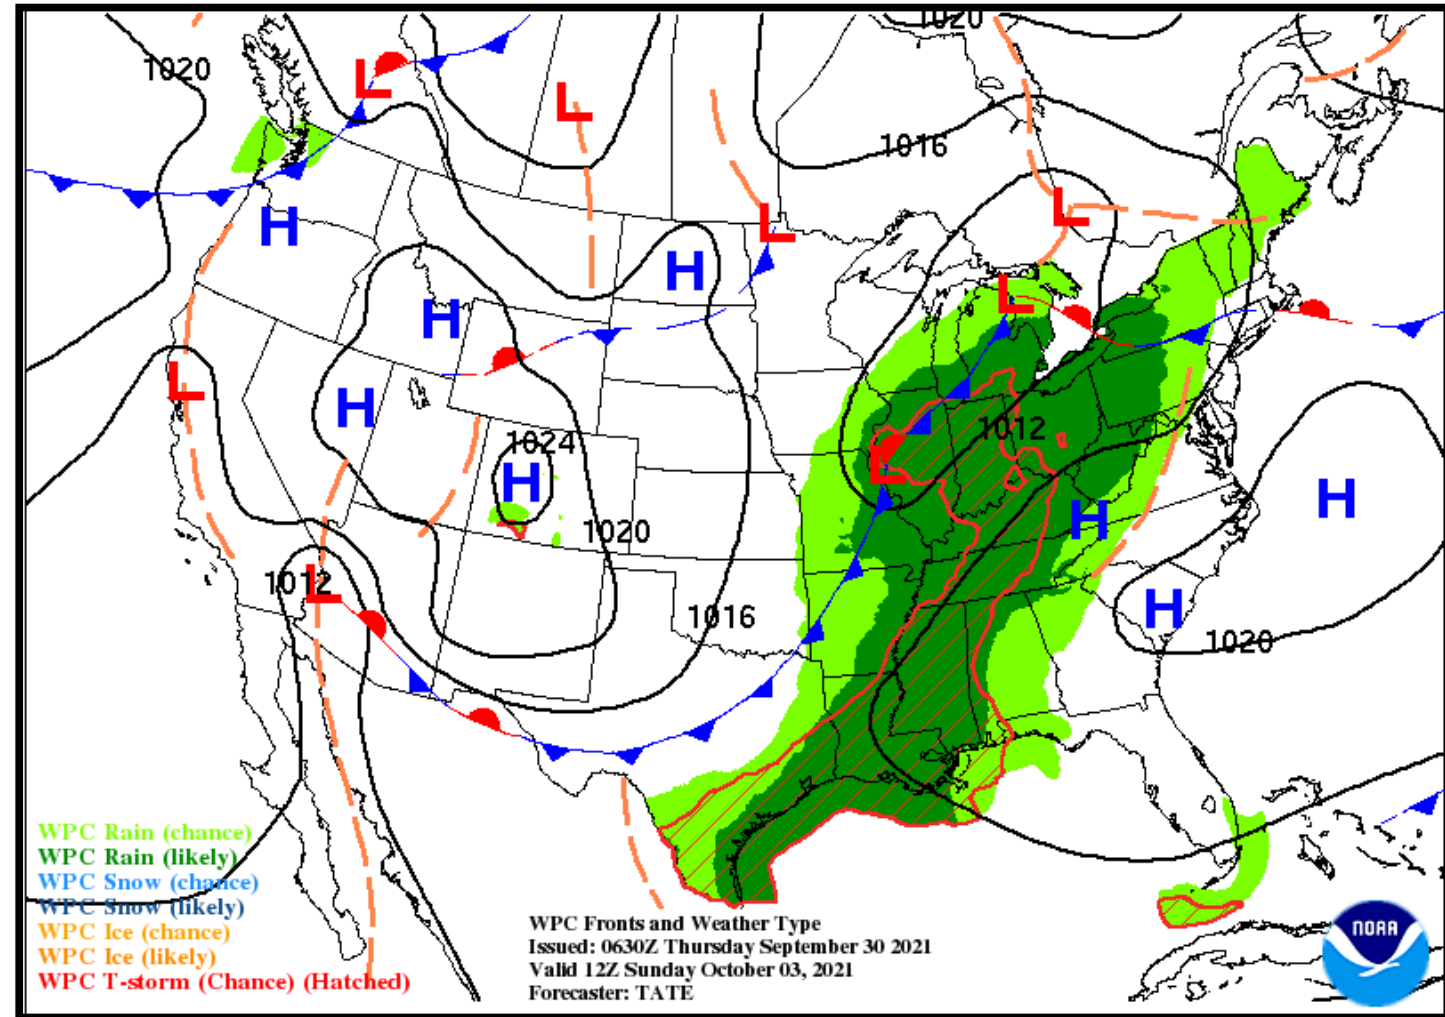 1020
1020
L
L
1016
L
L
H
H
L
L
H
L
H
1012
1024
L
H
H
H
1020
1012
L
H
1016
1020
WPC Rain (chance)
WPC Rain (likely)
WPC Snow (chance)
WPC Snow (likely)
WPC Ice (chance)
WPC Ice (likely)
WPC T-storm (Chance) (Hatched)
WPC Fronts and Weather Type
Issued: 0630Z Thursday September 30 2021
Valid 12Z Sunday October 03, 2021
Forecaster: TATE
NOAA